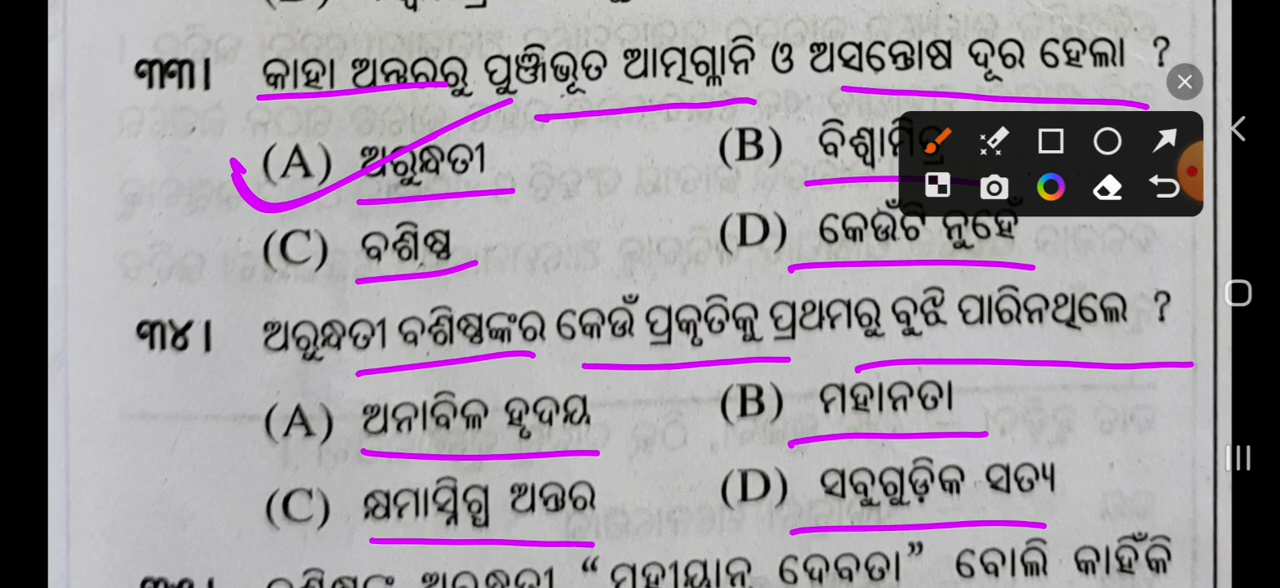 ୩୩। କାହା ଅନ୍ତରରୁ ପୁଞ୍ଜିଭୂତ ଆତ୍ମଗ୍ଳାନି ଓ ଅସନ୍ତୋଷ ଦୂର ହେଲା ?
(A) ଅରୁନ୍ଧତୀ (B) ବିଶ୍ୱାମିତ୍ର
(C) ବଶିଷ୍ଠ (D) କେଉଁଟି ନୁହେଁ
୩୪। ଅରୁନ୍ଧତୀ ବଶିଷ୍ଠଙ୍କର କେଉଁ ପ୍ରକୃତିକୁ ପ୍ରଥମରୁ ବୁଝି ପାରିନଥିଲେ ?
(A) ଅନାବିଳ ହୃଦୟ (B) ମହାନତା
(C) କ୍ଷମାସ୍ନିଗ୍ଧ ଅନ୍ତର (D) ସବୁଗୁଡ଼ିକ ସତ୍ୟ
ଅରୁନ୍ଧତୀ “ମହୀୟାନ୍ ଦେବତା” ବୋଲି କାହିଁକି